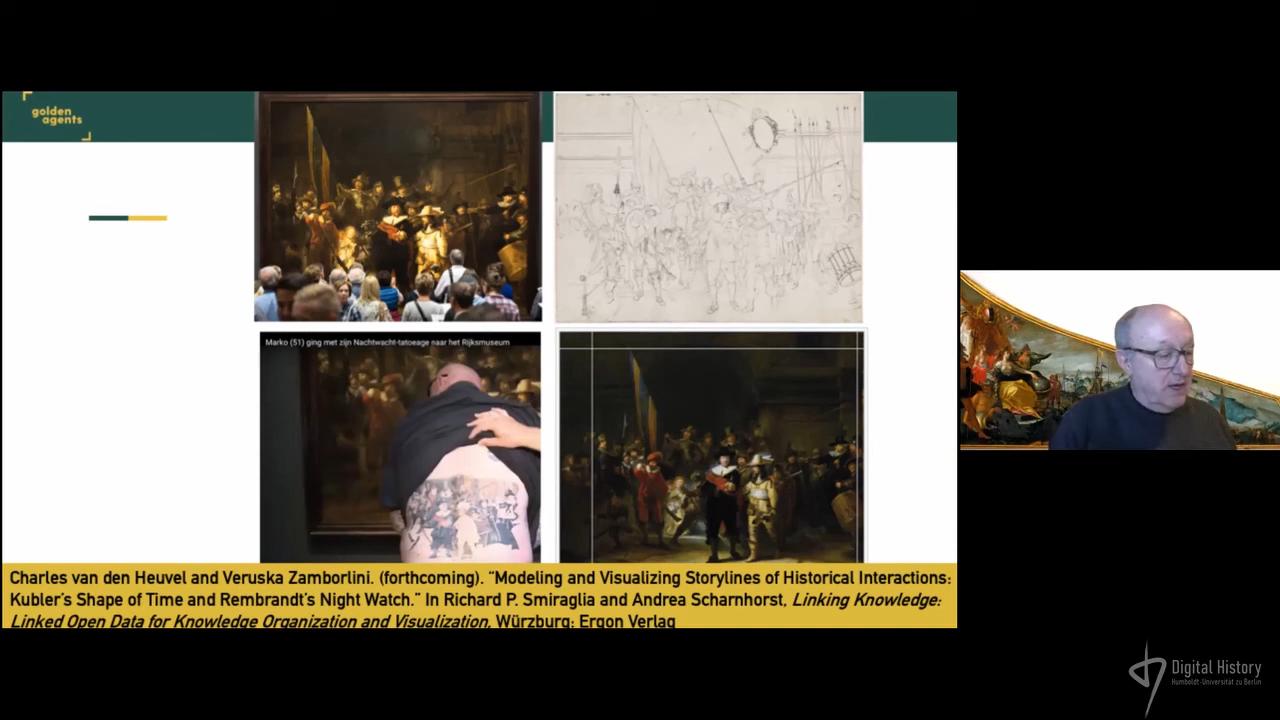 golden
agents
Marko (51) ging met zijn Nachtwacht-tatoeage naar het Rijksmuseum
Charles van den Heuvel and Veruska Zamborlini. (forthcoming). “Modeling and Visualizing Storylines of Historical Interactions:
Kubler’s Shape of Time and Rembrandt’s Night Watch.” In Richard P. Smiraglia and Andrea Scharnhorst, Linking Knowledge:
Linked Open Data for Knowledge Organization and Visualization, Würzburg: Ergon Verlag
Digital History
Humboldt-Universität zu Berlin